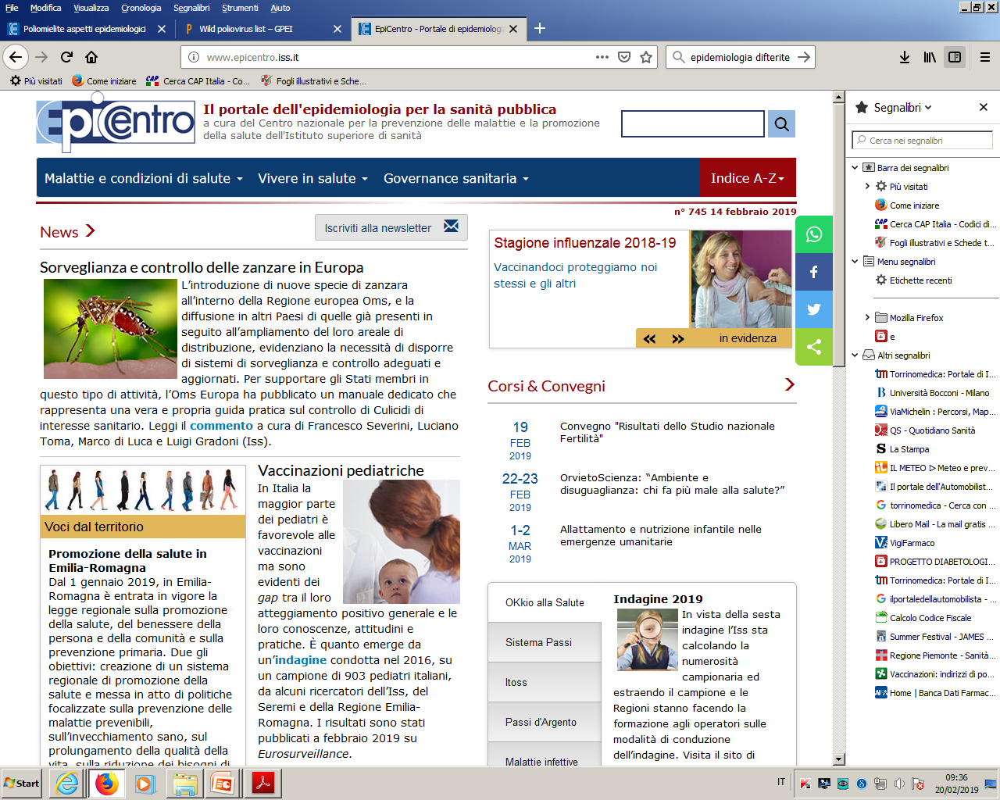 File Modifica Visualizza Cronologia Segnalibri Strumenti Aiuto
Poliomielite aspetti epidemiologici
Wild poliovirus list – GPEI
EpiCentro - Portale di epidemiologi
www.epicentro.iss.it
epidemiologia difterite
Più visitati
Come iniziare
Cerca CAP Italia - Co...
Fogli illustrativi e Sche...
EpiCentro
Il portale dell'epidemiologia per la sanità pubblica
a cura del Centro nazionale per la prevenzione delle malattie e la promozione
della salute dell'Istituto superiore di sanità
Malattie e condizioni di salute
Vivere in salute
Governance sanitaria
Indice A-Z
n° 745 14 febbraio 2019
News
Iscriviti alla newsletter
Sorveglianza e controllo delle zanzare in Europa
L’introduzione di nuove specie di zanzara
all’interno della Regione europea Oms, e la
diffusione in altri Paesi di quelle già presenti in
seguito all’ampliamento del loro areale di
distribuzione, evidenziano la necessità di disporre
di sistemi di sorveglianza e controllo adeguati e
aggiornati. Per supportare gli Stati membri in
questo tipo di attività, l’Oms Europa ha pubblicato un manuale dedicato che
rappresenta una vera e propria guida pratica sul controllo di Culicidi di
interesse sanitario. Leggi il commento a cura di Francesco Severini, Luciano
Toma, Marco di Luca e Luigi Gradoni (Iss).
Voci dal territorio
Promozione della salute in
Emilia-Romagna
Dal 1 gennaio 2019, in Emilia-
Romagna è entrata in vigore la
legge regionale sulla promozione
della salute, del benessere della
persona e della comunità e sulla
prevenzione primaria. Due gli
obiettivi: creazione di un sistema
regionale di promozione della
salute e messa in atto di politiche
focalizzate sulla prevenzione delle
malattie prevenibili,
sull’invecchiamento sano, sul
prolungamento della qualità della
vita, sulla riduzione dei bisogni di
Vaccinazioni pediatriche
In Italia la
maggior parte
dei pediatri è
favorevole alle
vaccinazioni
ma sono
evidenti dei
gap tra il loro
atteggiamento positivo generale e le
loro conoscenze, attitudini e
pratiche. È quanto emerge da
un’indagine condotta nel 2016, su
un campione di 903 pediatri italiani,
da alcuni ricercatori dell’Iss, del
Seremi e della Regione Emilia-
Romagna. I risultati sono stati
pubblicati a febbraio 2019 su
Eurosurveillance.
Stagione influenzale 2018-19
Vaccinandoci proteggiamo noi
stessi e gli altri
in evidenza
Corsi & Convegni
19
FEB
2019
Convegno "Risultati dello Studio nazionale
Fertilità"
22-23
FEB
2019
OrvietoScienza: “Ambiente e
disuguaglianza: chi fa più male alla salute?”
1-2
MAR
2019
Allattamento e nutrizione infantile nelle
emergenze umanitarie
OKkio alla Salute
Sistema Passi
Itoss
Passi d'Argento
Malattie infettive
Indagine 2019
In vista della sesta
indagine l’Iss sta
calcolando la
numerosità
campionaria ed
estraendo il campione e le
Regioni stanno facendo la
formazione agli operatori sulle
modalità di conduzione
dell’indagine. Visita il sito di
Segnalibri
Cerca nei segnalibri
Barra dei segnalibri
Più visitati
Come iniziare
Cerca CAP Italia - Codici di...
Fogli illustrativi e Schede t...
Menu segnalibri
Etichette recenti
Mozilla Firefox
e
Altri segnalibri
Torrinomedica: Portale di I...
Università Bocconi - Milano
ViaMichelin : Percorsi, Map...
QS - Quotidiano Sanità
La Stampa
IL METEO ᐅ Meteo e prev...
Il portale dell'Automobilist...
torrinomedica - Cerca con ...
Libero Mail - La mail gratis ...
VigiFarmaco
PROGETTO DIABETOLOGI...
Torrinomedica: Portale di I...
ilportaledellautomobilista - ...
Calcolo Codice Fiscale
Summer Festival - JAMES ...
Regione Piemonte - Sanità...
Vaccinazioni: indirizzi di po...
Home | Banca Dati Farmac...
Start
IT
09:36
20/02/2019